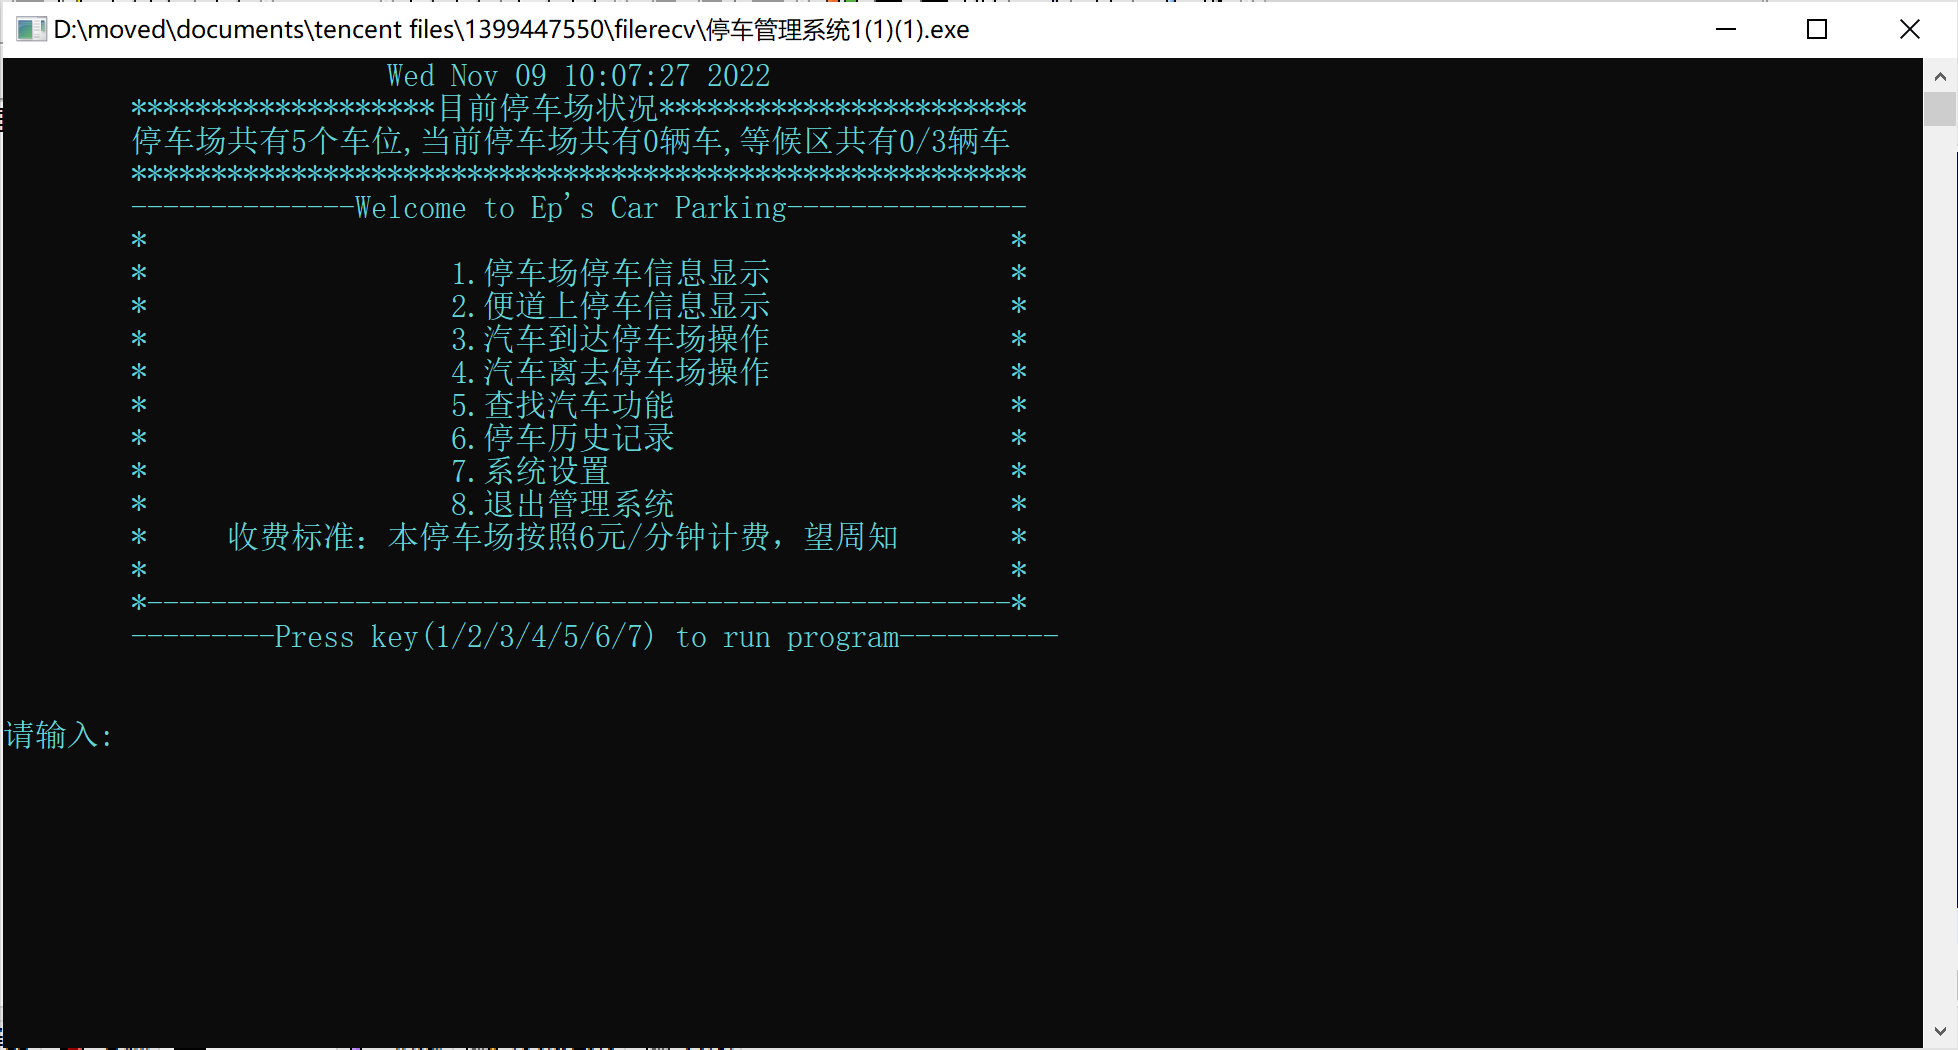 D:\moved\documents\tencent files\1399447550\filerecv\停车管理系统1(1)(1).exe
Wed Nov 09 10:07:27 2022
*******************目前停车场状况***********************
停车场共有5个车位,当前停车场共有0辆车,等候区共有0/3辆车
********************************************************
--------------Welcome to Ep's Car Parking---------------
* *
* 1.停车场停车信息显示 *
* 2.便道上停车信息显示 *
* 3.汽车到达停车场操作 *
* 4.汽车离去停车场操作 *
* 5.查找汽车功能 *
* 6.停车历史记录 *
* 7.系统设置 *
* 8.退出管理系统 *
* 收费标准：本停车场按照6元/分钟计费，望周知 *
* *
*------------------------------------------------------*
---------Press key(1/2/3/4/5/6/7) to run program----------
请输入: